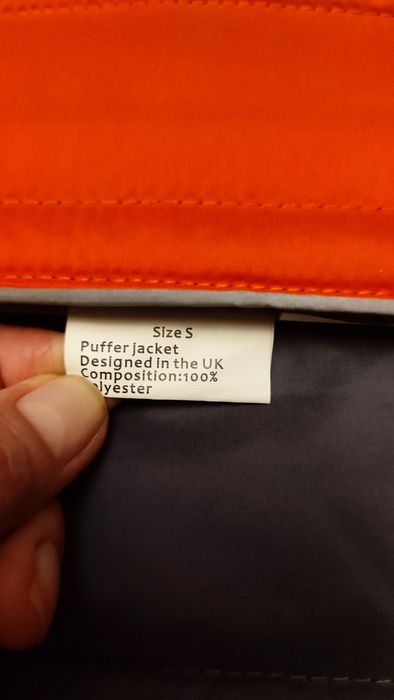 Size S
Puffer jacket
Designed in the UK
Composition:100%
olyester